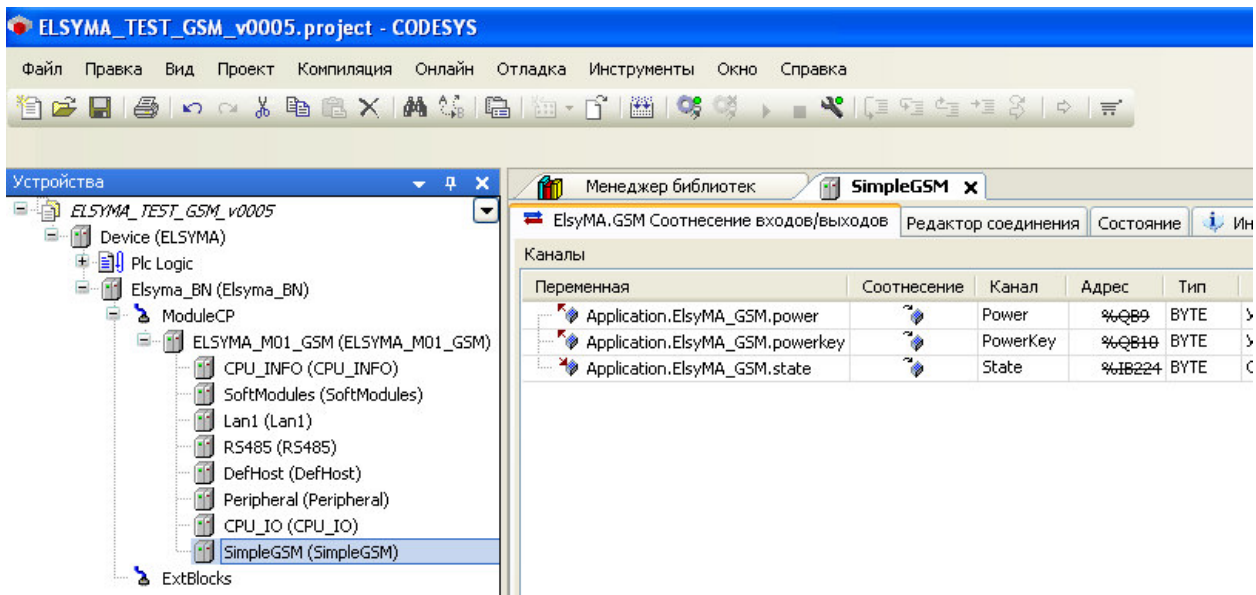 ELSYMA_TEST_GSM_v0005.project - CODESYS
Файл Правка Вид Проект Компиляция Онлайн Отладка Инструменты Окно Справка
Устройства
ELSYMA_TEST_GSM_v0005
Device (ELSYMA)
Plc Logic
Elsyma_BN (Elsyma_BN)
ModuleCP
ELSYMA_M01_GSM (ELSYMA_M01_GSM)
CPU_INFO (CPU_INFO)
SoftModules (SoftModules)
Lan1 (Lan1)
RS485 (RS485)
DefHost (DefHost)
Peripheral (Peripheral)
CPU_IO (CPU_IO)
SimpleGSM (SimpleGSM)
ExtBlocks
Менеджер библиотек SimpleGSM
ElsyMA.GSM Соотнесение входов/выходов Редактор соединения Состояние Ин
Каналы
Переменная Соотнесение Канал Адрес Тип
Application.ElsyMA_GSM.power Power %QB9 BYTE
Application.ElsyMA_GSM.powerkey PowerKey %QB10 BYTE
Application.ElsyMA_GSM.state State %IB224 BYTE